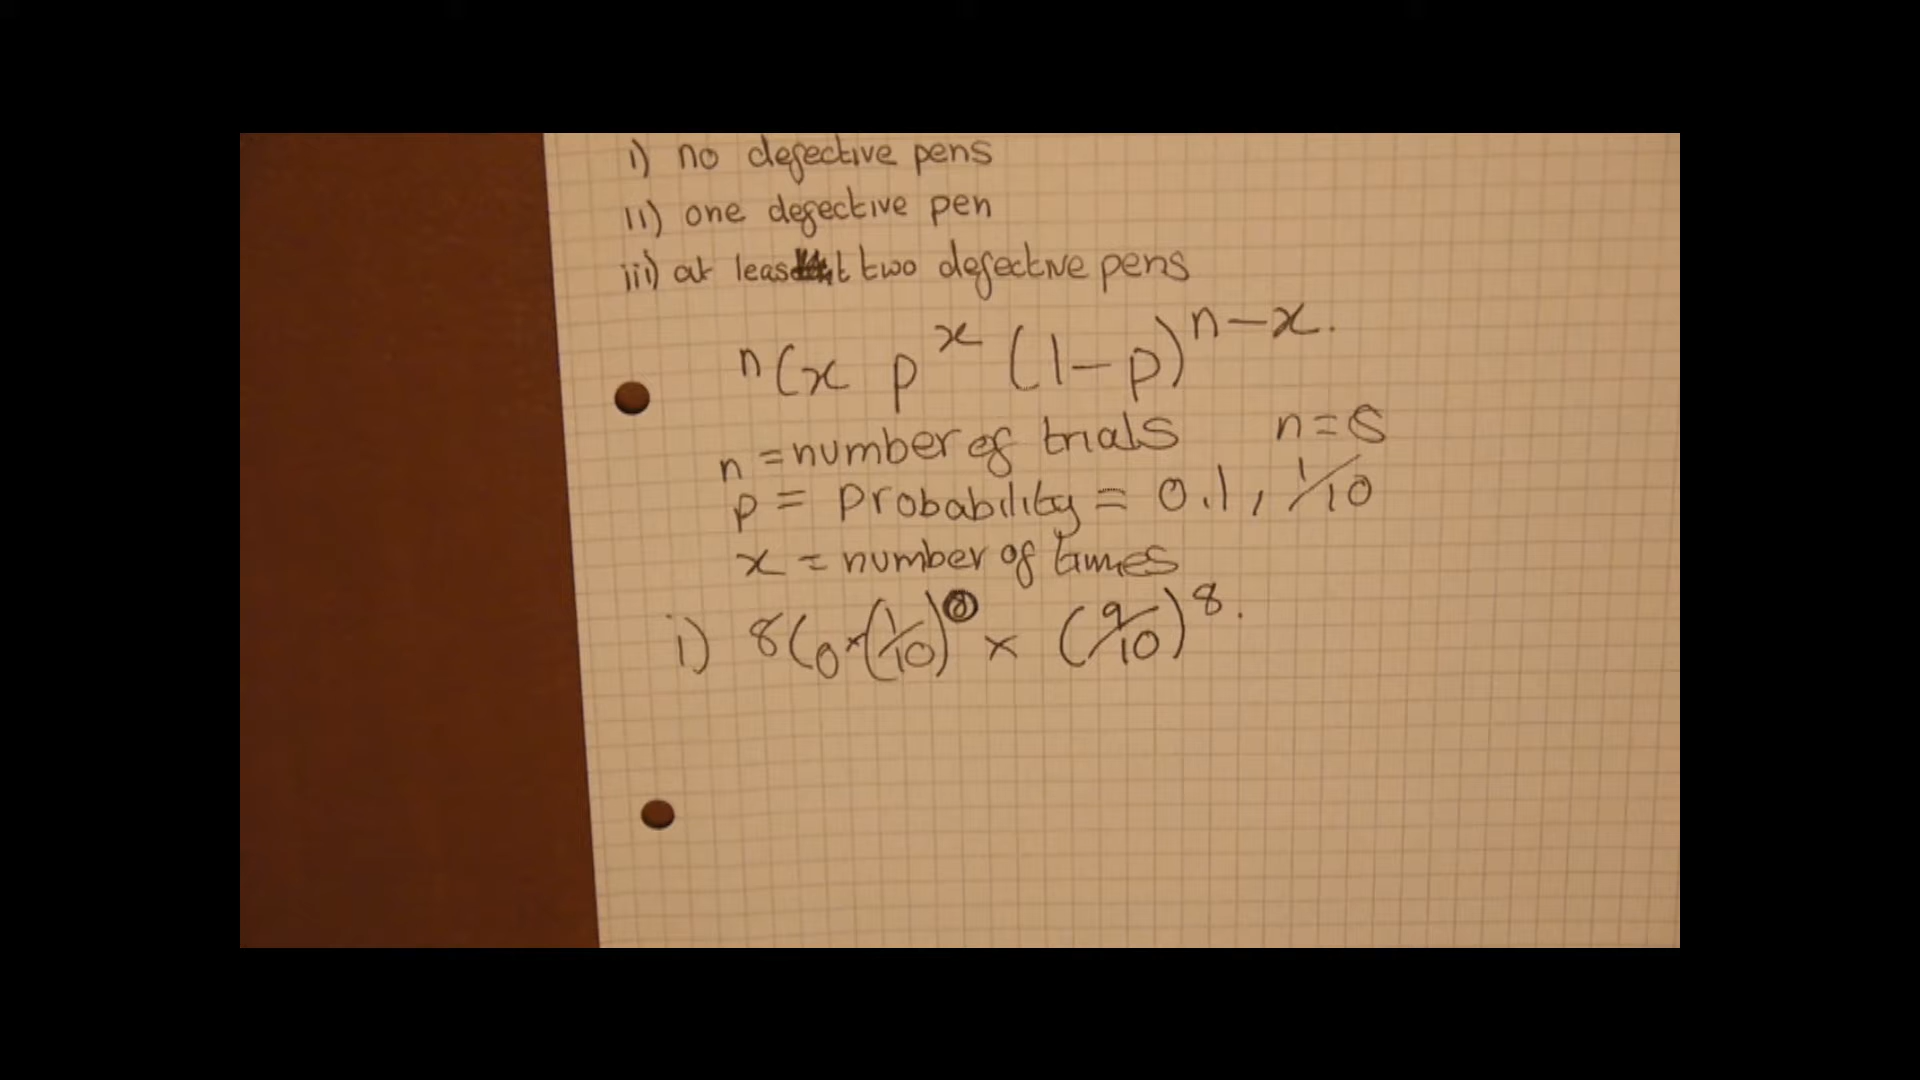 i) no defective pens
ii) one defective pen
iii) at least two defective pens
nCx p^x (1-p)^n-x.
n = number of trials n = 8
p = probability = 0.1, 1/10
x = number of times
i) 8C0 × (1/10)^0 × (9/10)^8.